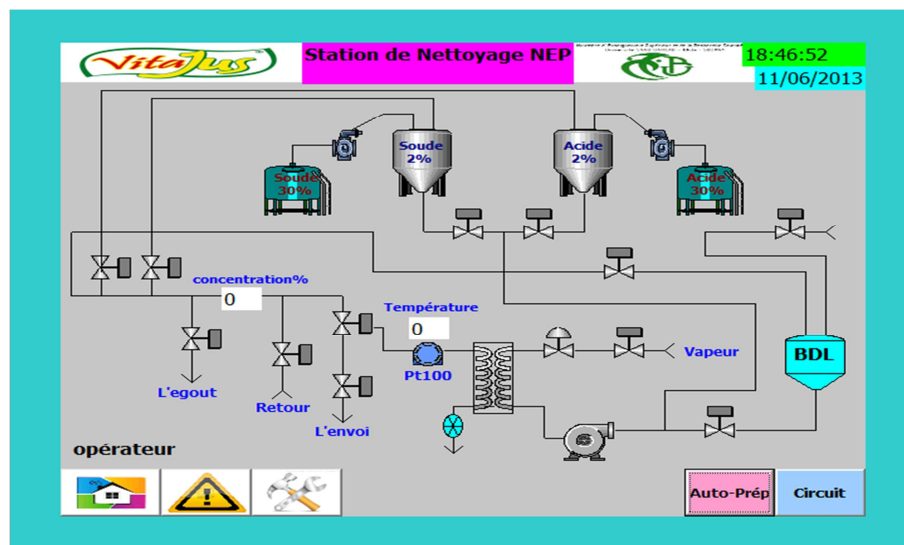 VitaJus
Station de Nettoyage NEP
18:46:52
11/06/2013
Soude
2%
Acide
2%
Soude
30%
Acide
30%
concentration%
0
Température
0
Pt100
Vapeur
BDL
L'egout
Retour
L'envoi
opérateur
Auto-Prép
Circuit